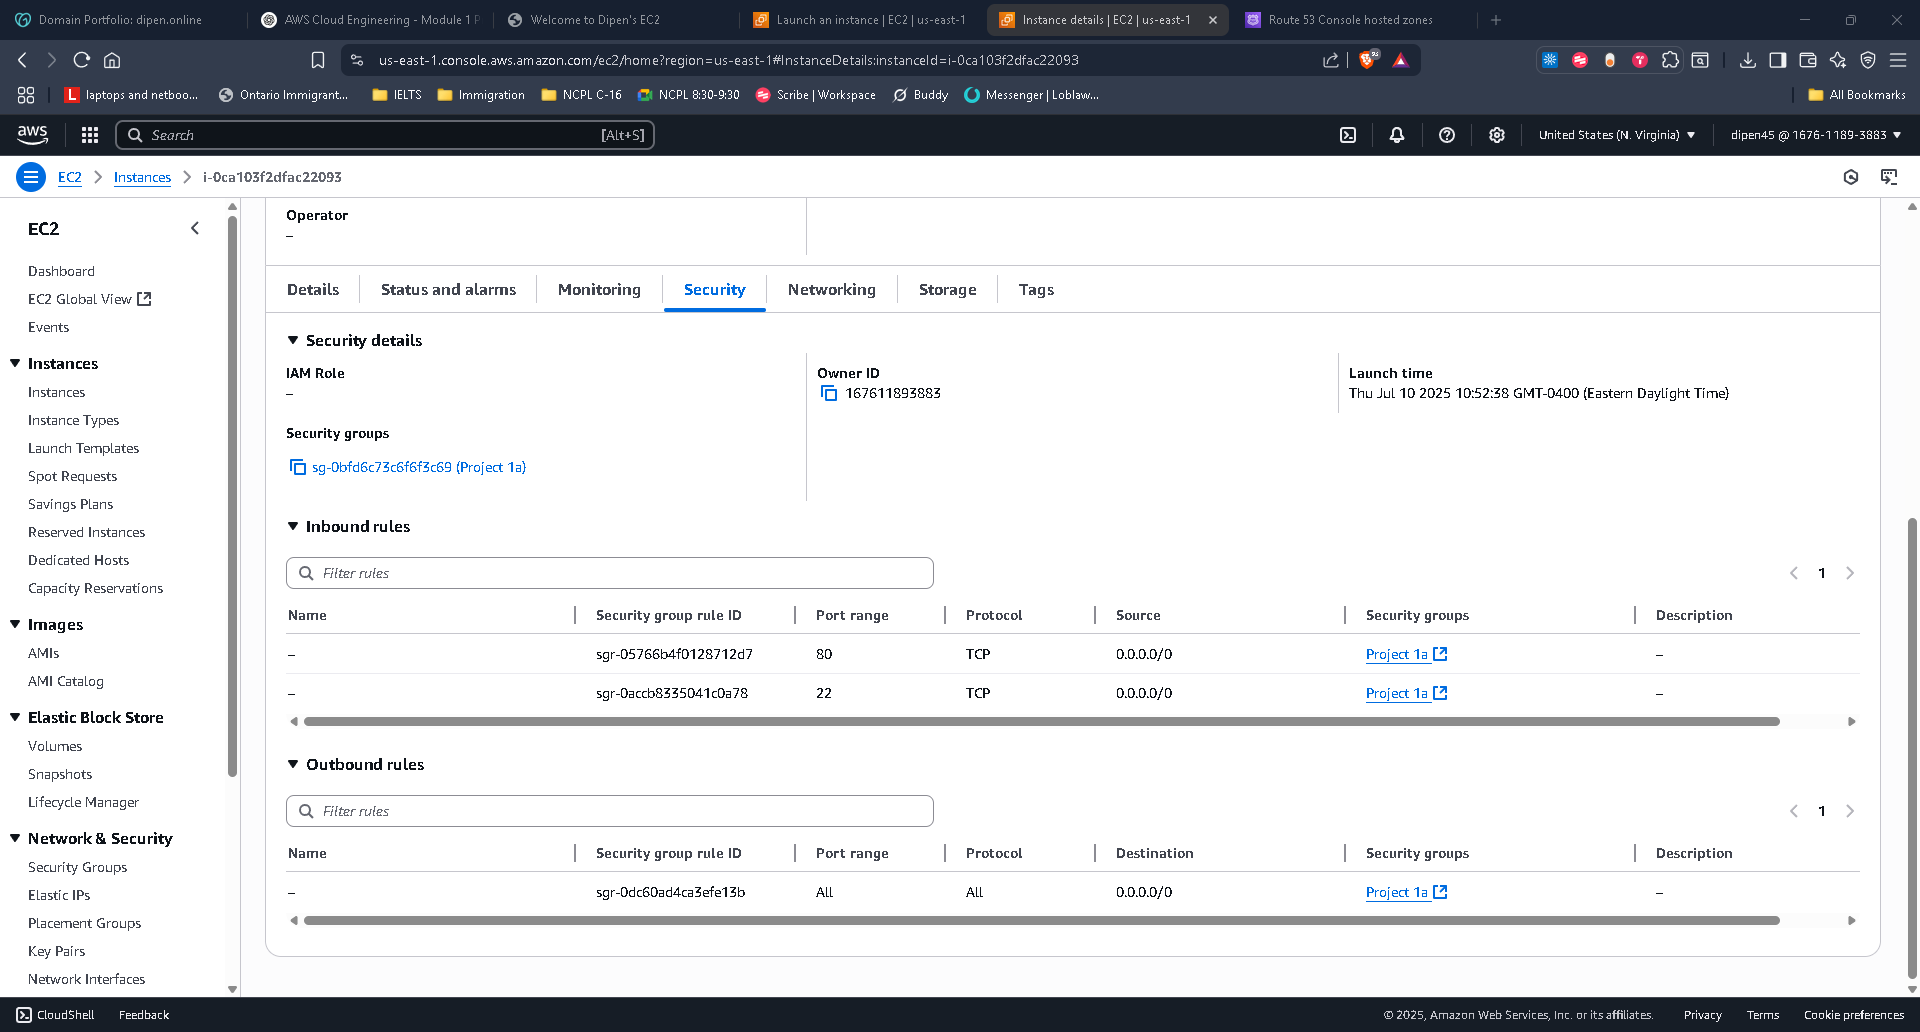 Domain Portfolio: dipen.online
AWS Cloud Engineering - Module 1 P
Welcome to Dipen's EC2
Launch an instance | EC2 | us-east-1
Instance details | EC2 | us-east-1
Route 53 Console hosted zones
us-east-1.console.aws.amazon.com/ec2/home?region=us-east-1#InstanceDetails:instanceId=i-0ca103f2dfac22093
laptops and netboo...
Ontario Immigrant...
IELTS
Immigration
NCPL C-16
NCPL 8:30-9:30
Scribe | Workspace
Buddy
Messenger | Loblaw...
All Bookmarks
aws
Search
[Alt+S]
United States (N. Virginia)
dipen45 @ 1676-1189-3883
EC2
Instances
i-0ca103f2dfac22093
EC2
Dashboard
EC2 Global View
Events
Instances
Instances
Instance Types
Launch Templates
Spot Requests
Savings Plans
Reserved Instances
Dedicated Hosts
Capacity Reservations
Images
AMIs
AMI Catalog
Elastic Block Store
Volumes
Snapshots
Lifecycle Manager
Network & Security
Security Groups
Elastic IPs
Placement Groups
Key Pairs
Network Interfaces
Operator
–
Details Status and alarms Monitoring Security Networking Storage Tags
Security details
IAM Role
–
Owner ID
167611893883
Launch time
Thu Jul 10 2025 10:52:38 GMT-0400 (Eastern Daylight Time)
Security groups
sg-0bfd6c73c6f6f3c69 (Project 1a)
Inbound rules
Filter rules
1
Name Security group rule ID Port range Protocol Source Security groups Description
– sgr-05766b4f0128712d7 80 TCP 0.0.0.0/0 Project 1a –
– sgr-0accb8335041c0a78 22 TCP 0.0.0.0/0 Project 1a –
Outbound rules
Filter rules
1
Name Security group rule ID Port range Protocol Destination Security groups Description
– sgr-0dc60ad4ca3efe13b All All 0.0.0.0/0 Project 1a –
CloudShell Feedback
© 2025, Amazon Web Services, Inc. or its affiliates. Privacy Terms Cookie preferences